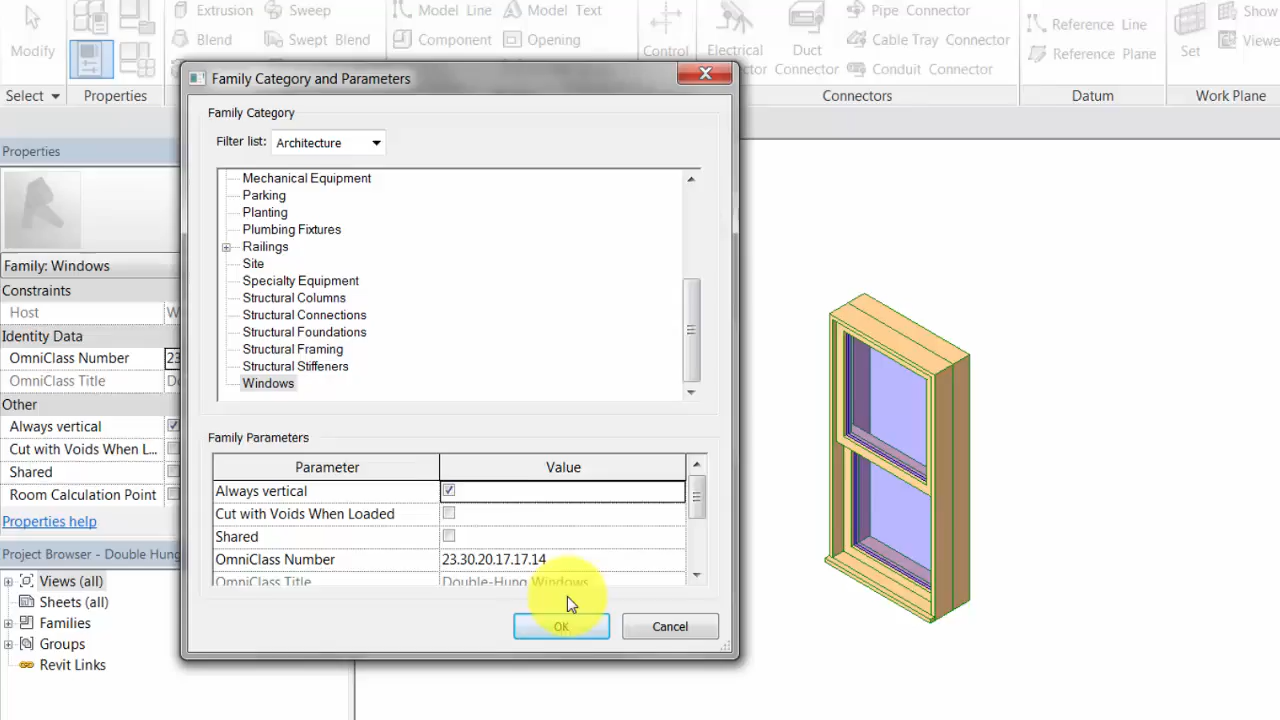 Extrusion Sweep Model Line Model Text Pipe Connector Reference Line Show
Modify Blend Swept Blend Component Opening Control Electrical Duct Cable Tray Connector Reference Plane Set
Connector Conduit Connector
Select Properties Connectors Datum Work Plane
Family Category and Parameters
Family Category
Filter list: Architecture
Mechanical Equipment
Parking
Planting
Plumbing Fixtures
Railings
Site
Specialty Equipment
Structural Columns
Structural Connections
Structural Foundations
Structural Framing
Structural Stiffeners
Windows
Family Parameters
Parameter Value
Always vertical
Cut with Voids When Loaded
Shared
OmniClass Number 23.30.20.17.17.14
OmniClass Title Double-Hung Windows
OK Cancel
Properties
Family: Windows
Constraints
Host W
Identity Data
OmniClass Number 23
OmniClass Title
Other
Always vertical
Cut with Voids When L...
Shared
Room Calculation Point
Properties help
Project Browser - Double Hung
Views (all)
Sheets (all)
Families
Groups
Revit Links